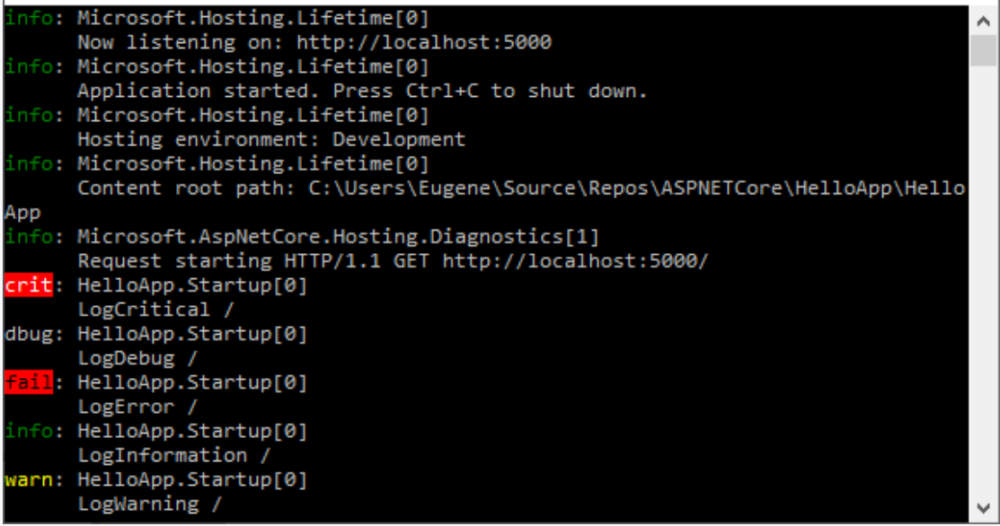 info: Microsoft.Hosting.Lifetime[0]
      Now listening on: http://localhost:5000
info: Microsoft.Hosting.Lifetime[0]
      Application started. Press Ctrl+C to shut down.
info: Microsoft.Hosting.Lifetime[0]
      Hosting environment: Development
info: Microsoft.Hosting.Lifetime[0]
      Content root path: C:\Users\Eugene\Source\Repos\ASPNETCore\HelloApp\Hello
App
info: Microsoft.AspNetCore.Hosting.Diagnostics[1]
      Request starting HTTP/1.1 GET http://localhost:5000/
crit: HelloApp.Startup[0]
      LogCritical /
dbug: HelloApp.Startup[0]
      LogDebug /
fail: HelloApp.Startup[0]
      LogError /
info: HelloApp.Startup[0]
      LogInformation /
warn: HelloApp.Startup[0]
      LogWarning /